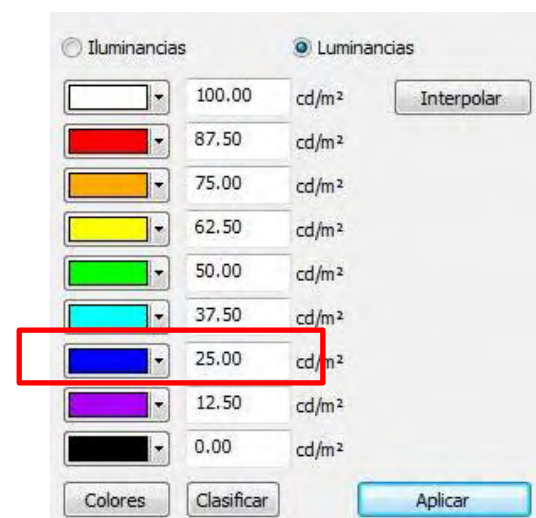 Iluminancias Luminancias
100.00 cd/m² Interpolar
87.50 cd/m²
75.00 cd/m²
62.50 cd/m²
50.00 cd/m²
37.50 cd/m²
25.00 cd/m²
12.50 cd/m²
0.00 cd/m²
Colores Clasificar Aplicar